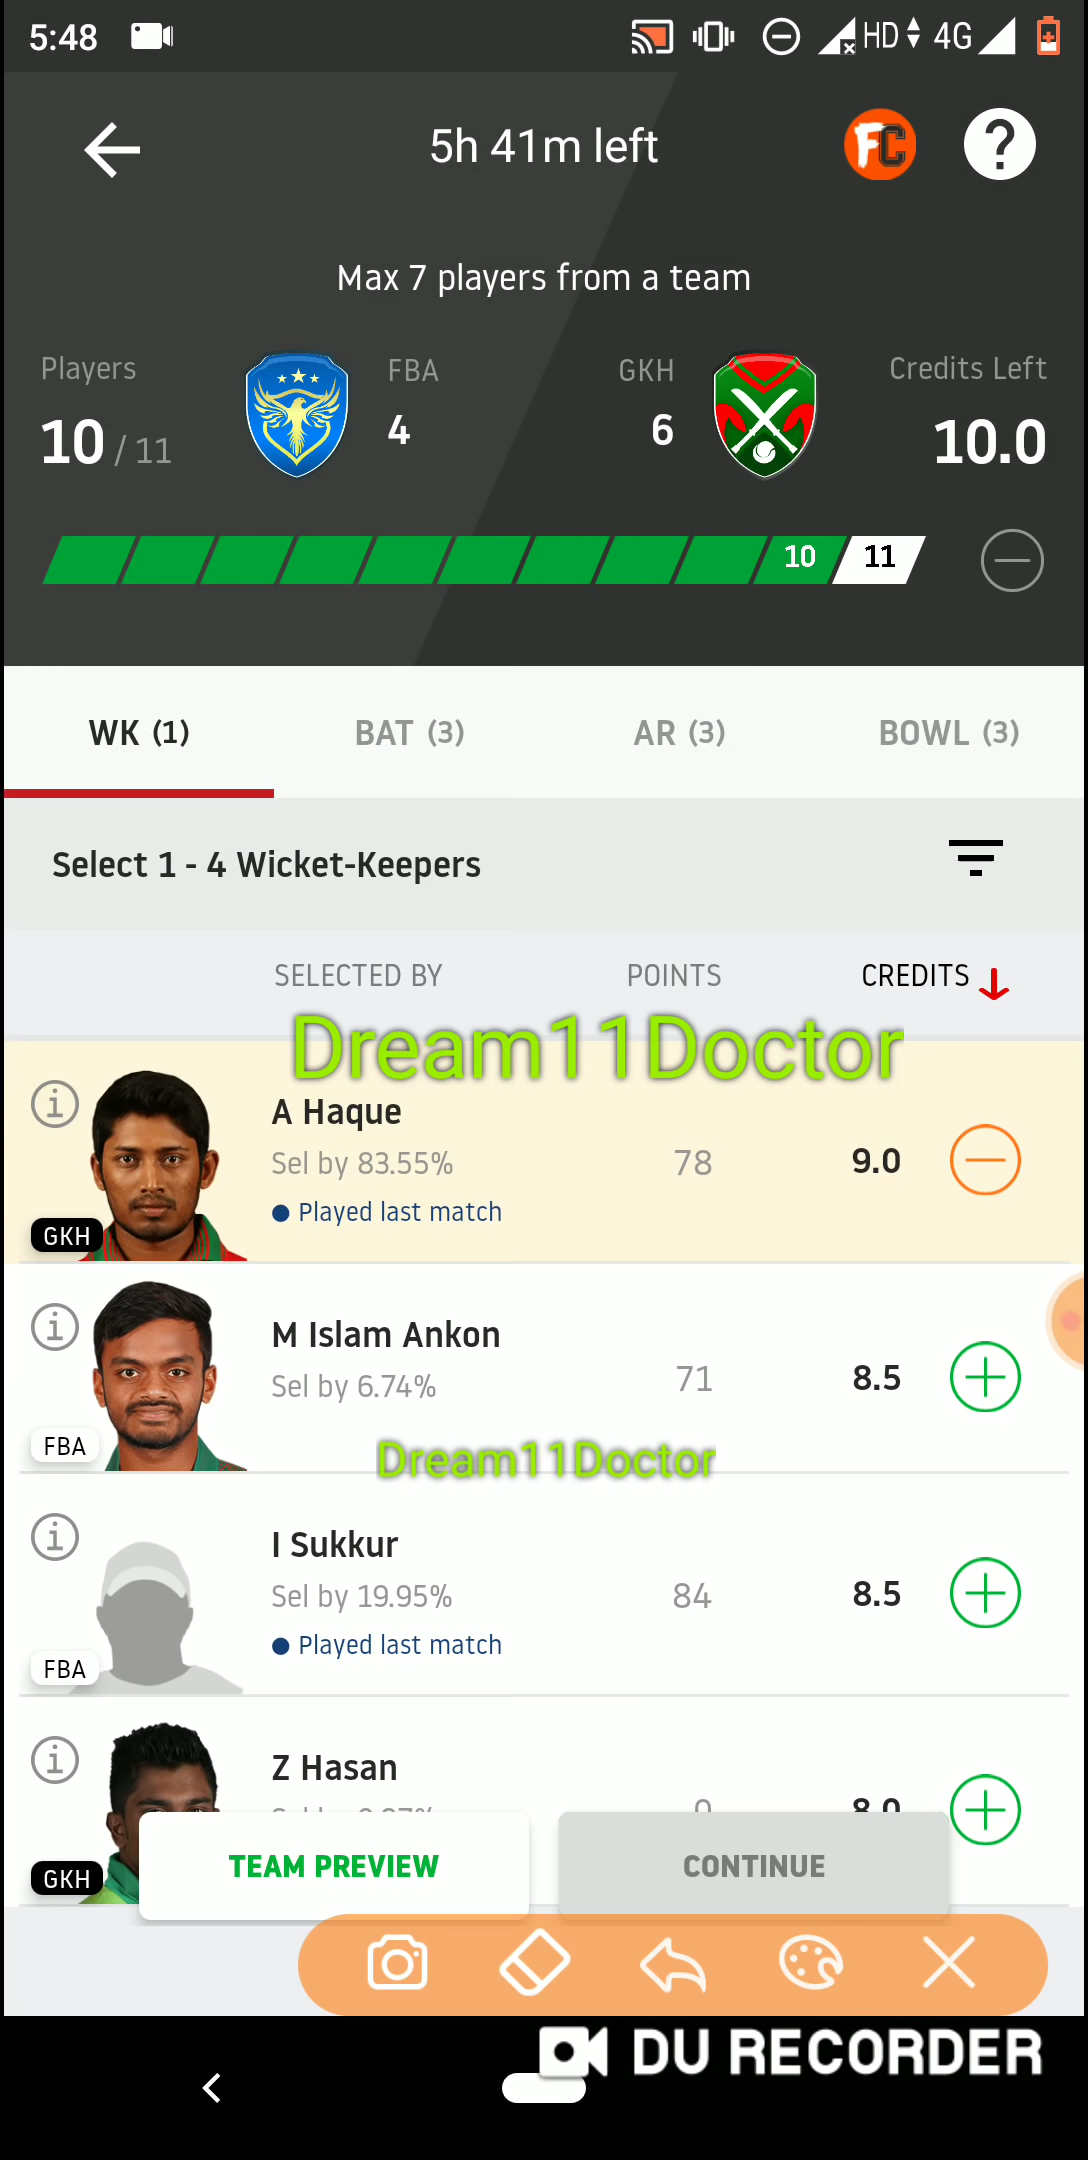 5:48
HD 4G
5h 41m left
FC
?
Max 7 players from a team
Players FBA GKH Credits Left
10 / 11 4 6 10.0
10 11
WK (1) BAT (3) AR (3) BOWL (3)
Select 1 - 4 Wicket-Keepers
SELECTED BY POINTS CREDITS
Dream11Doctor
A Haque
Sel by 83.55% 78 9.0
Played last match
GKH
M Islam Ankon
Sel by 6.74% 71 8.5
FBA
Dream11Doctor
I Sukkur
Sel by 19.95% 84 8.5
Played last match
FBA
Z Hasan
8.0
GKH
TEAM PREVIEW CONTINUE
DU RECORDER